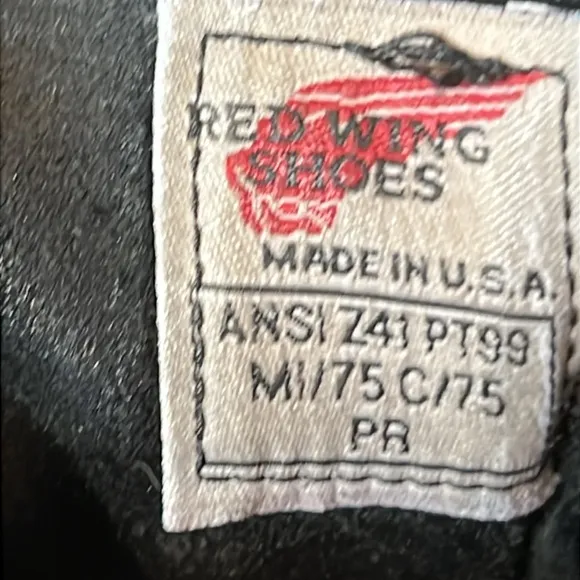 RED WING
SHOES
MADE IN U.S.A.
ANSI Z41 PT99
MI/75 C/75
PR